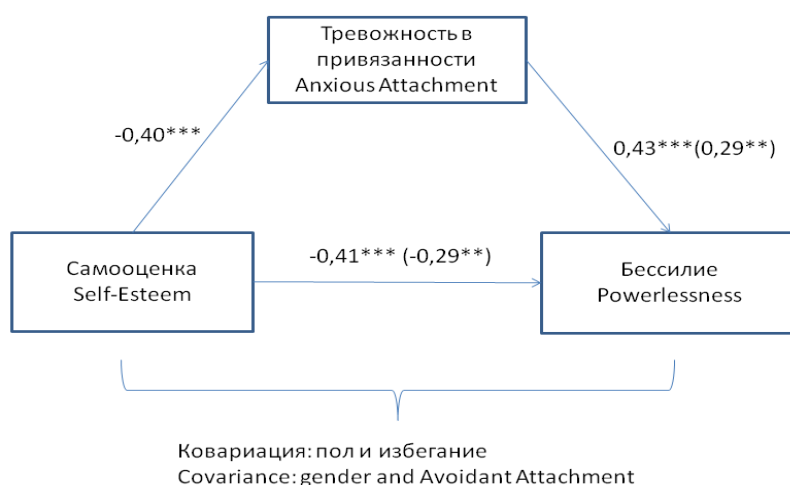 Тревожность в
привязанности
Anxious Attachment
-0,40***
0,43***(0,29**)
-0,41*** (-0,29**)
Самооценка
Self-Esteem
Бессилие
Powerlessness
Ковариация: пол и избегание
Covariance: gender and Avoidant Attachment